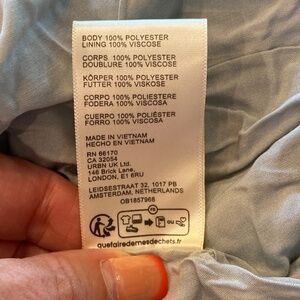 BODY 100% POLYESTER
LINING 100% VISCOSE
CORPS 100% POLYESTER
DOUBLURE 100% VISCOSE
KÖRPER 100% POLYESTER
FUTTER 100% VISKOSE
CORPO 100% POLIESTERE
FODERA 100% VISCOSA
CUERPO 100% POLIÉSTER
FORRO 100% VISCOSA
MADE IN VIETNAM
HECHO EN VIETNAM
RN 66170
CA 32054
URBN UK Ltd.
146 Brick Lane,
LONDON, E1 6RU
LEIDSESTRAAT 32, 1017 PB
AMSTERDAM, NETHERLANDS
OB1857968
FR
OU
quefairedemesdechets.fr